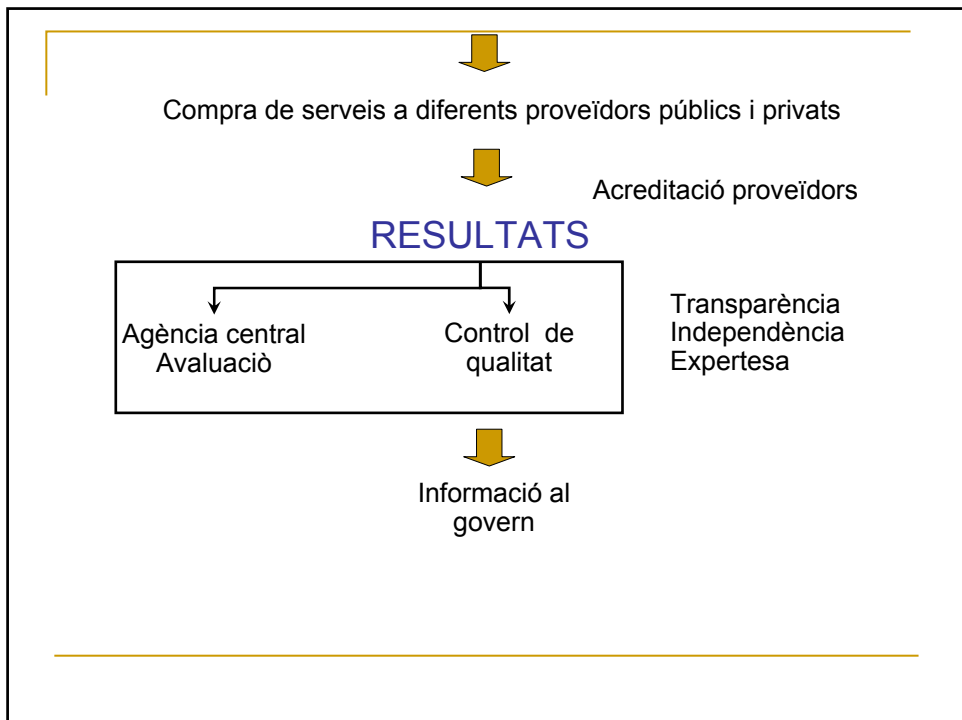 Compra de serveis a diferents proveïdors públics i privats
Acreditació proveïdors
RESULTATS
Agència central
Avaluaciò
Control de
qualitat
Transparència
Independència
Expertesa
Informació al
govern